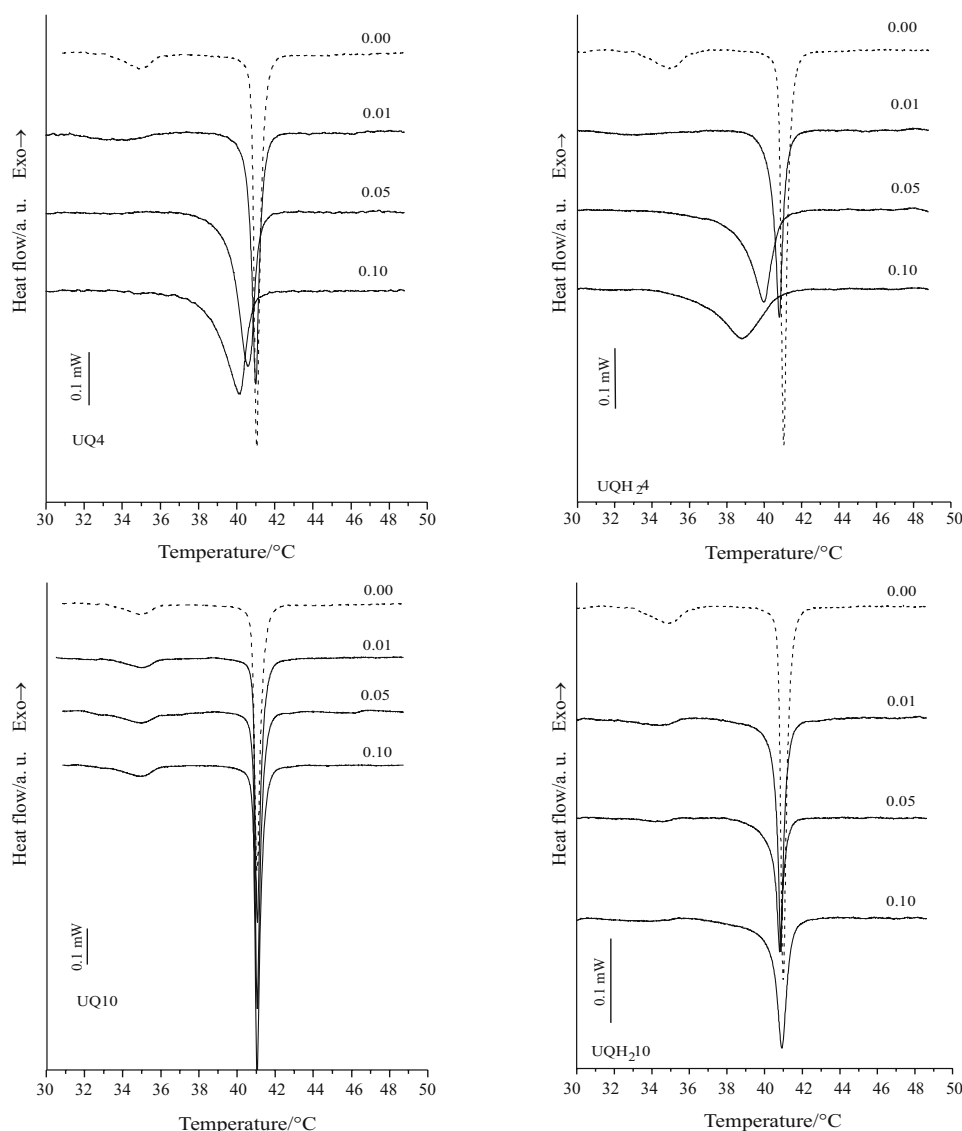 0.00
0.01
0.05
0.10
Heat flow/a. u. Exo→
0.1 mW
UQ4
30 32 34 36 38 40 42 44 46 48 50
Temperature/°C
0.00
0.01
0.05
0.10
Heat flow/a. u. Exo→
0.1 mW
UQH₂4
30 32 34 36 38 40 42 44 46 48 50
Temperature/°C
0.00
0.01
0.05
0.10
Heat flow/a. u. Exo→
0.1 mW
UQ10
30 32 34 36 38 40 42 44 46 48 50
Temperature/°C
0.00
0.01
0.05
0.10
Heat flow/a. u. Exo→
0.1 mW
UQH₂10
30 32 34 36 38 40 42 44 46 48 50
Temperature/°C